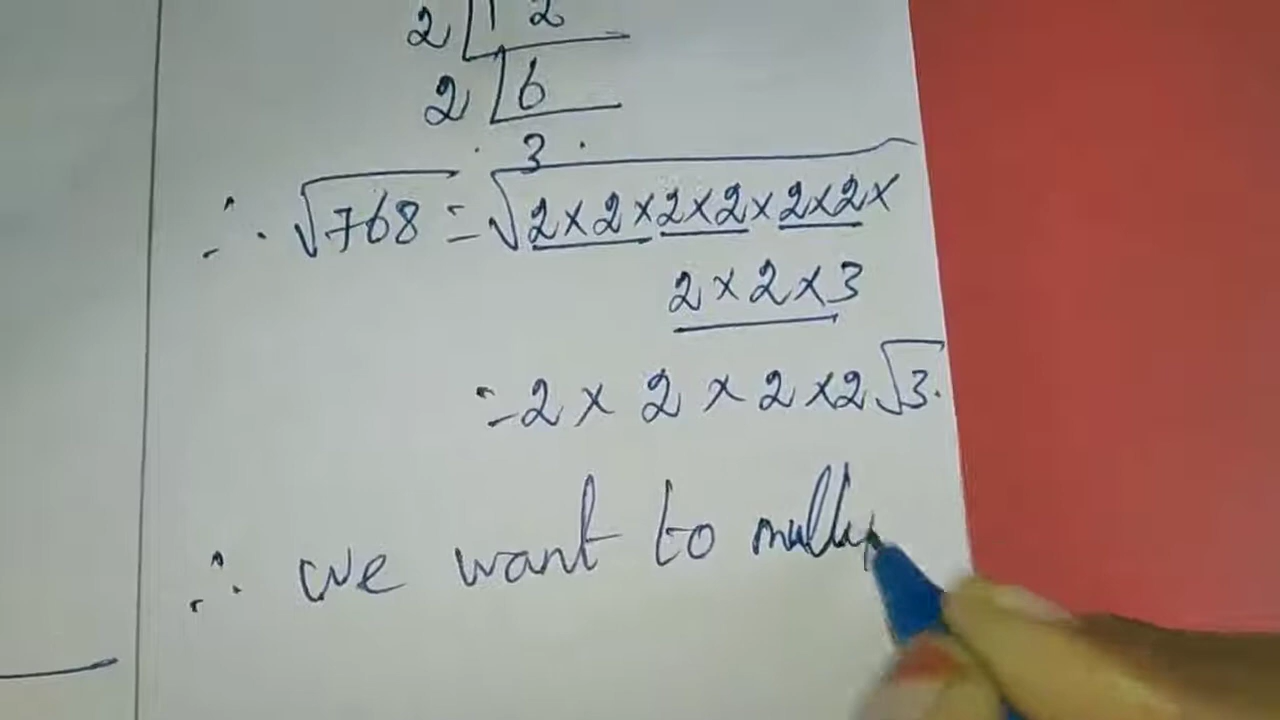 2 12
2 6
3
∴ √768 = √2×2×2×2×2×2×
2×2×3
= 2 × 2 × 2 ×2 √3.
∴ we want to